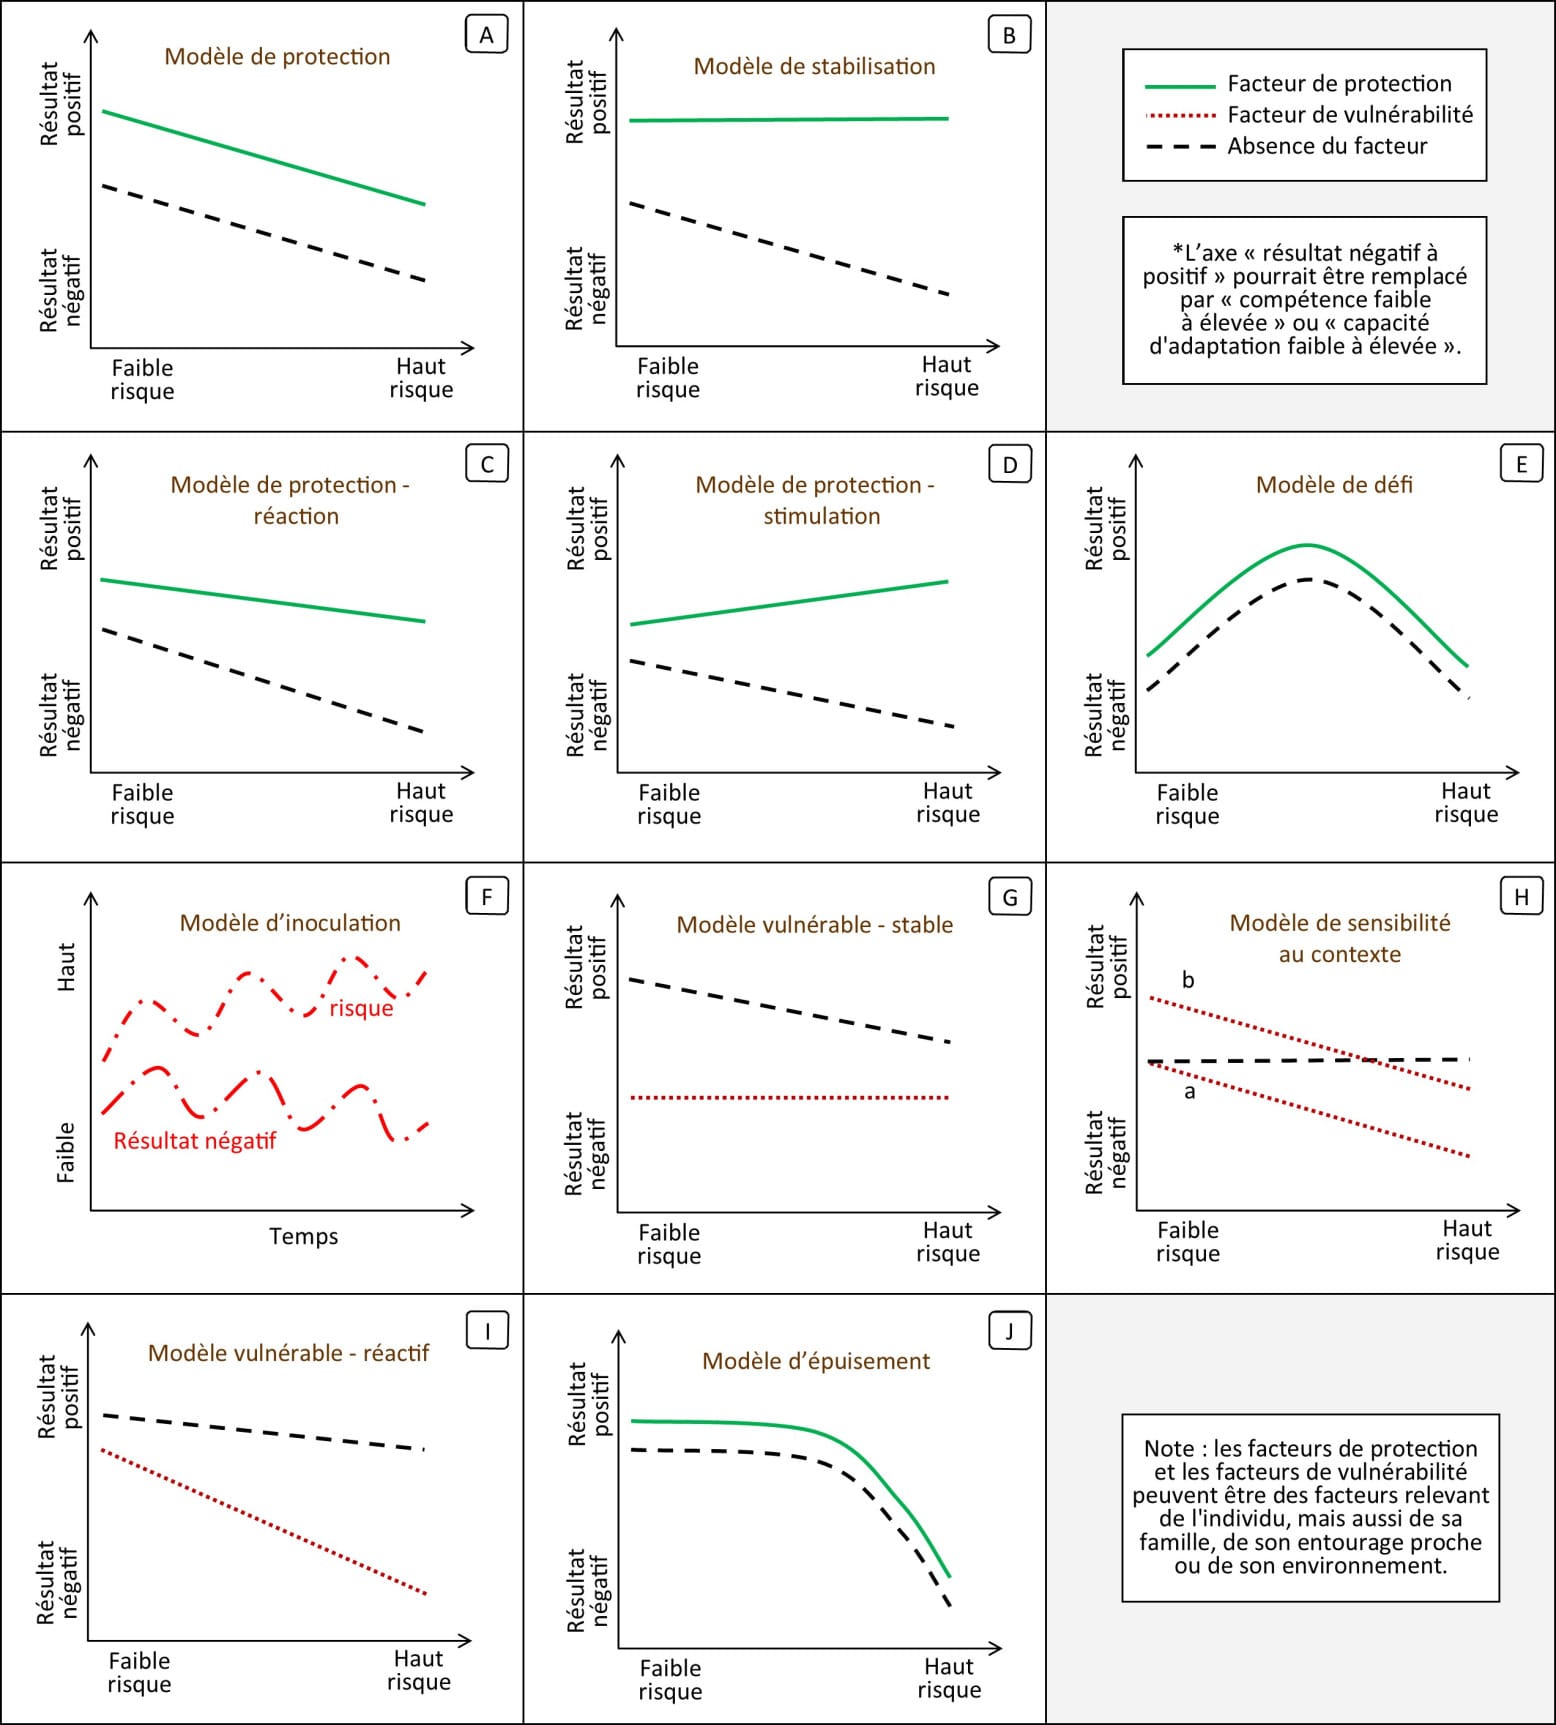 A
Modèle de protection
Résultat
positif
Résultat
négatif
Faible
risque
Haut
risque
B
Modèle de stabilisation
Résultat
positif
Résultat
négatif
Faible
risque
Haut
risque
Facteur de protection
Facteur de vulnérabilité
Absence du facteur
*L’axe « résultat négatif à
positif » pourrait être remplacé
par « compétence faible
à élevée » ou « capacité
d'adaptation faible à élevée ».
C
Modèle de protection -
réaction
Résultat
positif
Résultat
négatif
Faible
risque
Haut
risque
D
Modèle de protection -
stimulation
Résultat
positif
Résultat
négatif
Faible
risque
Haut
risque
E
Modèle de défi
Résultat
positif
Résultat
négatif
Faible
risque
Haut
risque
F
Modèle d’inoculation
Haut
Faible
risque
Résultat négatif
Temps
G
Modèle vulnérable - stable
Résultat
positif
Résultat
négatif
Faible
risque
Haut
risque
H
Modèle de sensibilité
au contexte
Résultat
positif
Résultat
négatif
b
a
Faible
risque
Haut
risque
I
Modèle vulnérable - réactif
Résultat
positif
Résultat
négatif
Faible
risque
Haut
risque
J
Modèle d’épuisement
Résultat
positif
Résultat
négatif
Faible
risque
Haut
risque
Note : les facteurs de protection
et les facteurs de vulnérabilité
peuvent être des facteurs relevant
de l'individu, mais aussi de sa
famille, de son entourage proche
ou de son environnement.